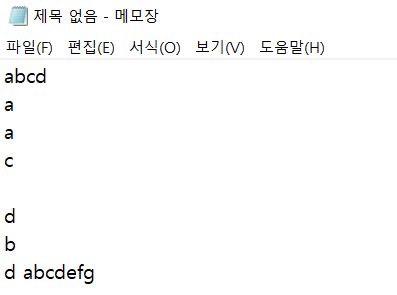 제목 없음 - 메모장
파일(F) 편집(E) 서식(O) 보기(V) 도움말(H)
abcd
a
a
c

d
b
d abcdefg